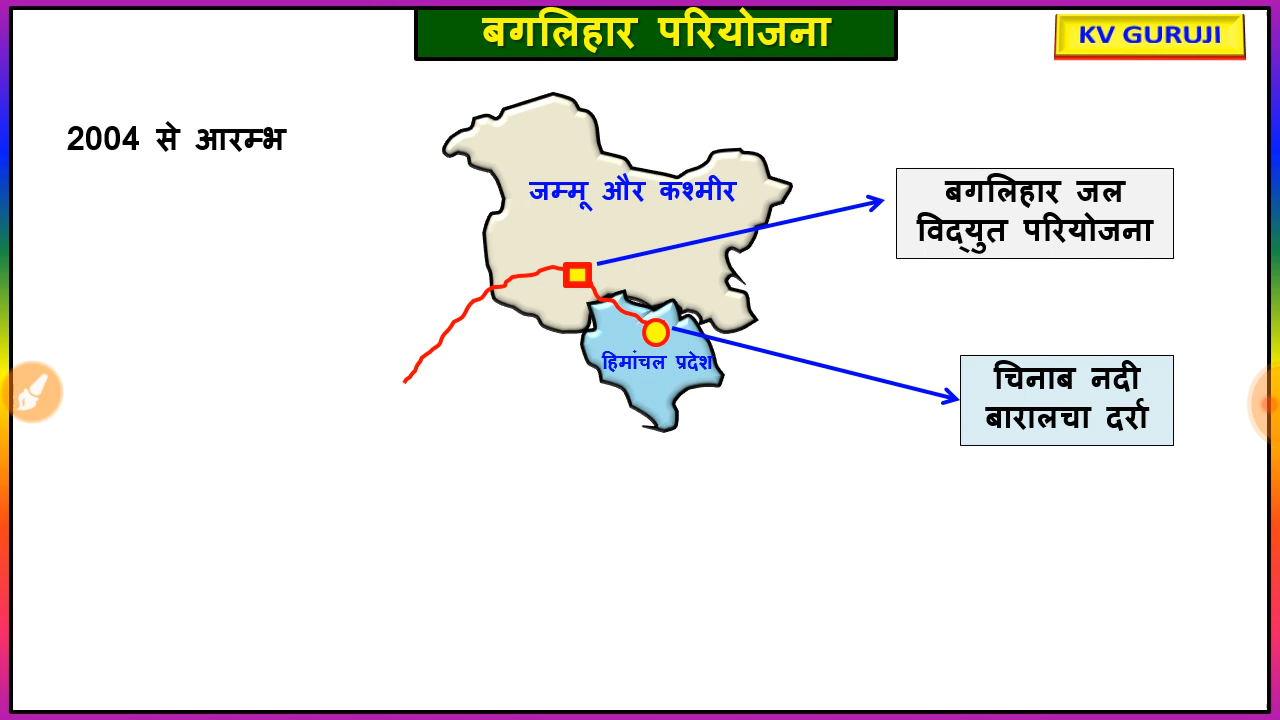 बगलिहार परियोजना
KV GURUJI
2004 से आरम्भ
जम्मू और कश्मीर
बगलिहार जल
विद्युत परियोजना
हिमांचल प्रदेश
चिनाब नदी
बारालचा दर्रा